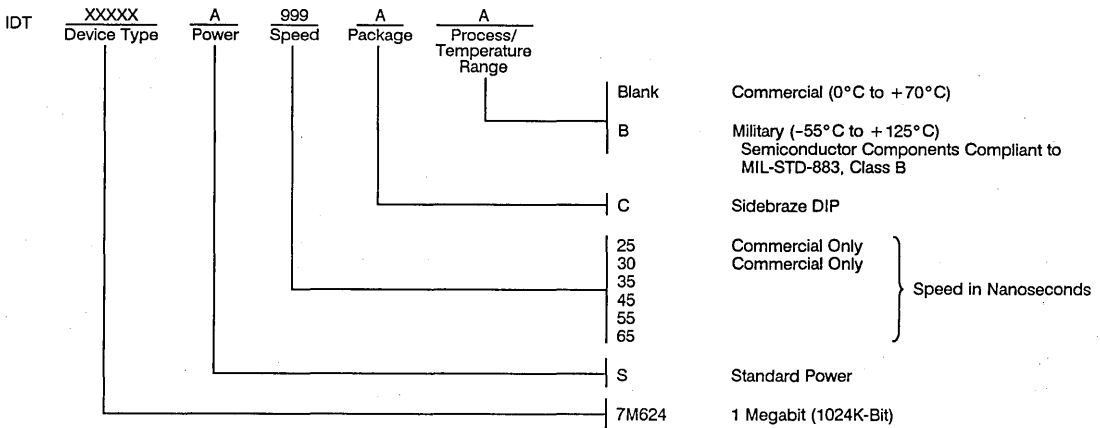 IDT XXXXX A 999 A A
Device Type Power Speed Package Process/
Temperature
Range
Blank Commercial (0°C to +70°C)
B Military (–55°C to +125°C)
Semiconductor Components Compliant to
MIL-STD-883, Class B
C Sidebraze DIP
25 Commercial Only
30 Commercial Only
35
45
55
65
Speed in Nanoseconds
S Standard Power
7M624 1 Megabit (1024K-Bit)